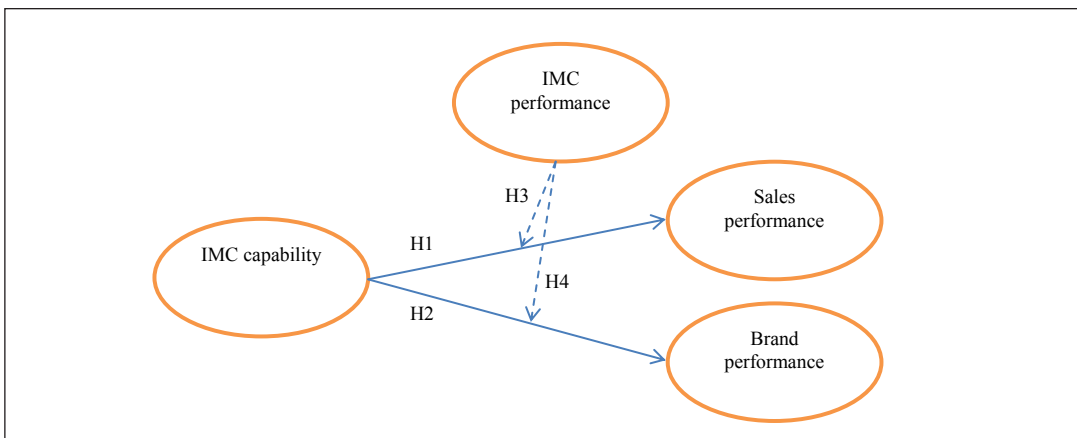 IMC
performance
H3
Sales
performance
H1
IMC capability
H4
H2
Brand
performance